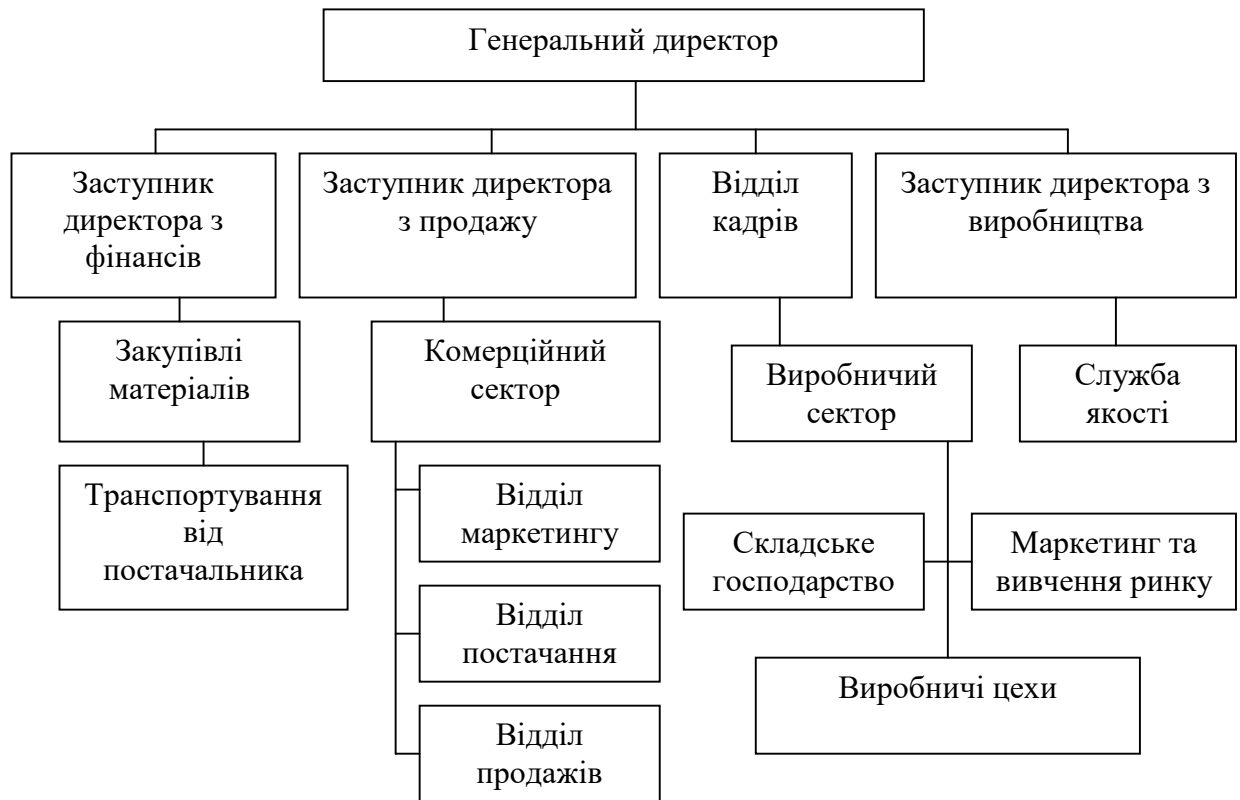 Генеральний директор
Заступник
директора з
фінансів
Заступник директора
з продажу
Відділ
кадрів
Заступник директора з
виробництва
Закупівлі
матеріалів
Комерційний
сектор
Виробничий
сектор
Служба
якості
Транспортування
від
постачальника
Відділ
маркетингу
Складське
господарство
Маркетинг та
вивчення ринку
Відділ
постачання
Виробничі цехи
Відділ
продажів